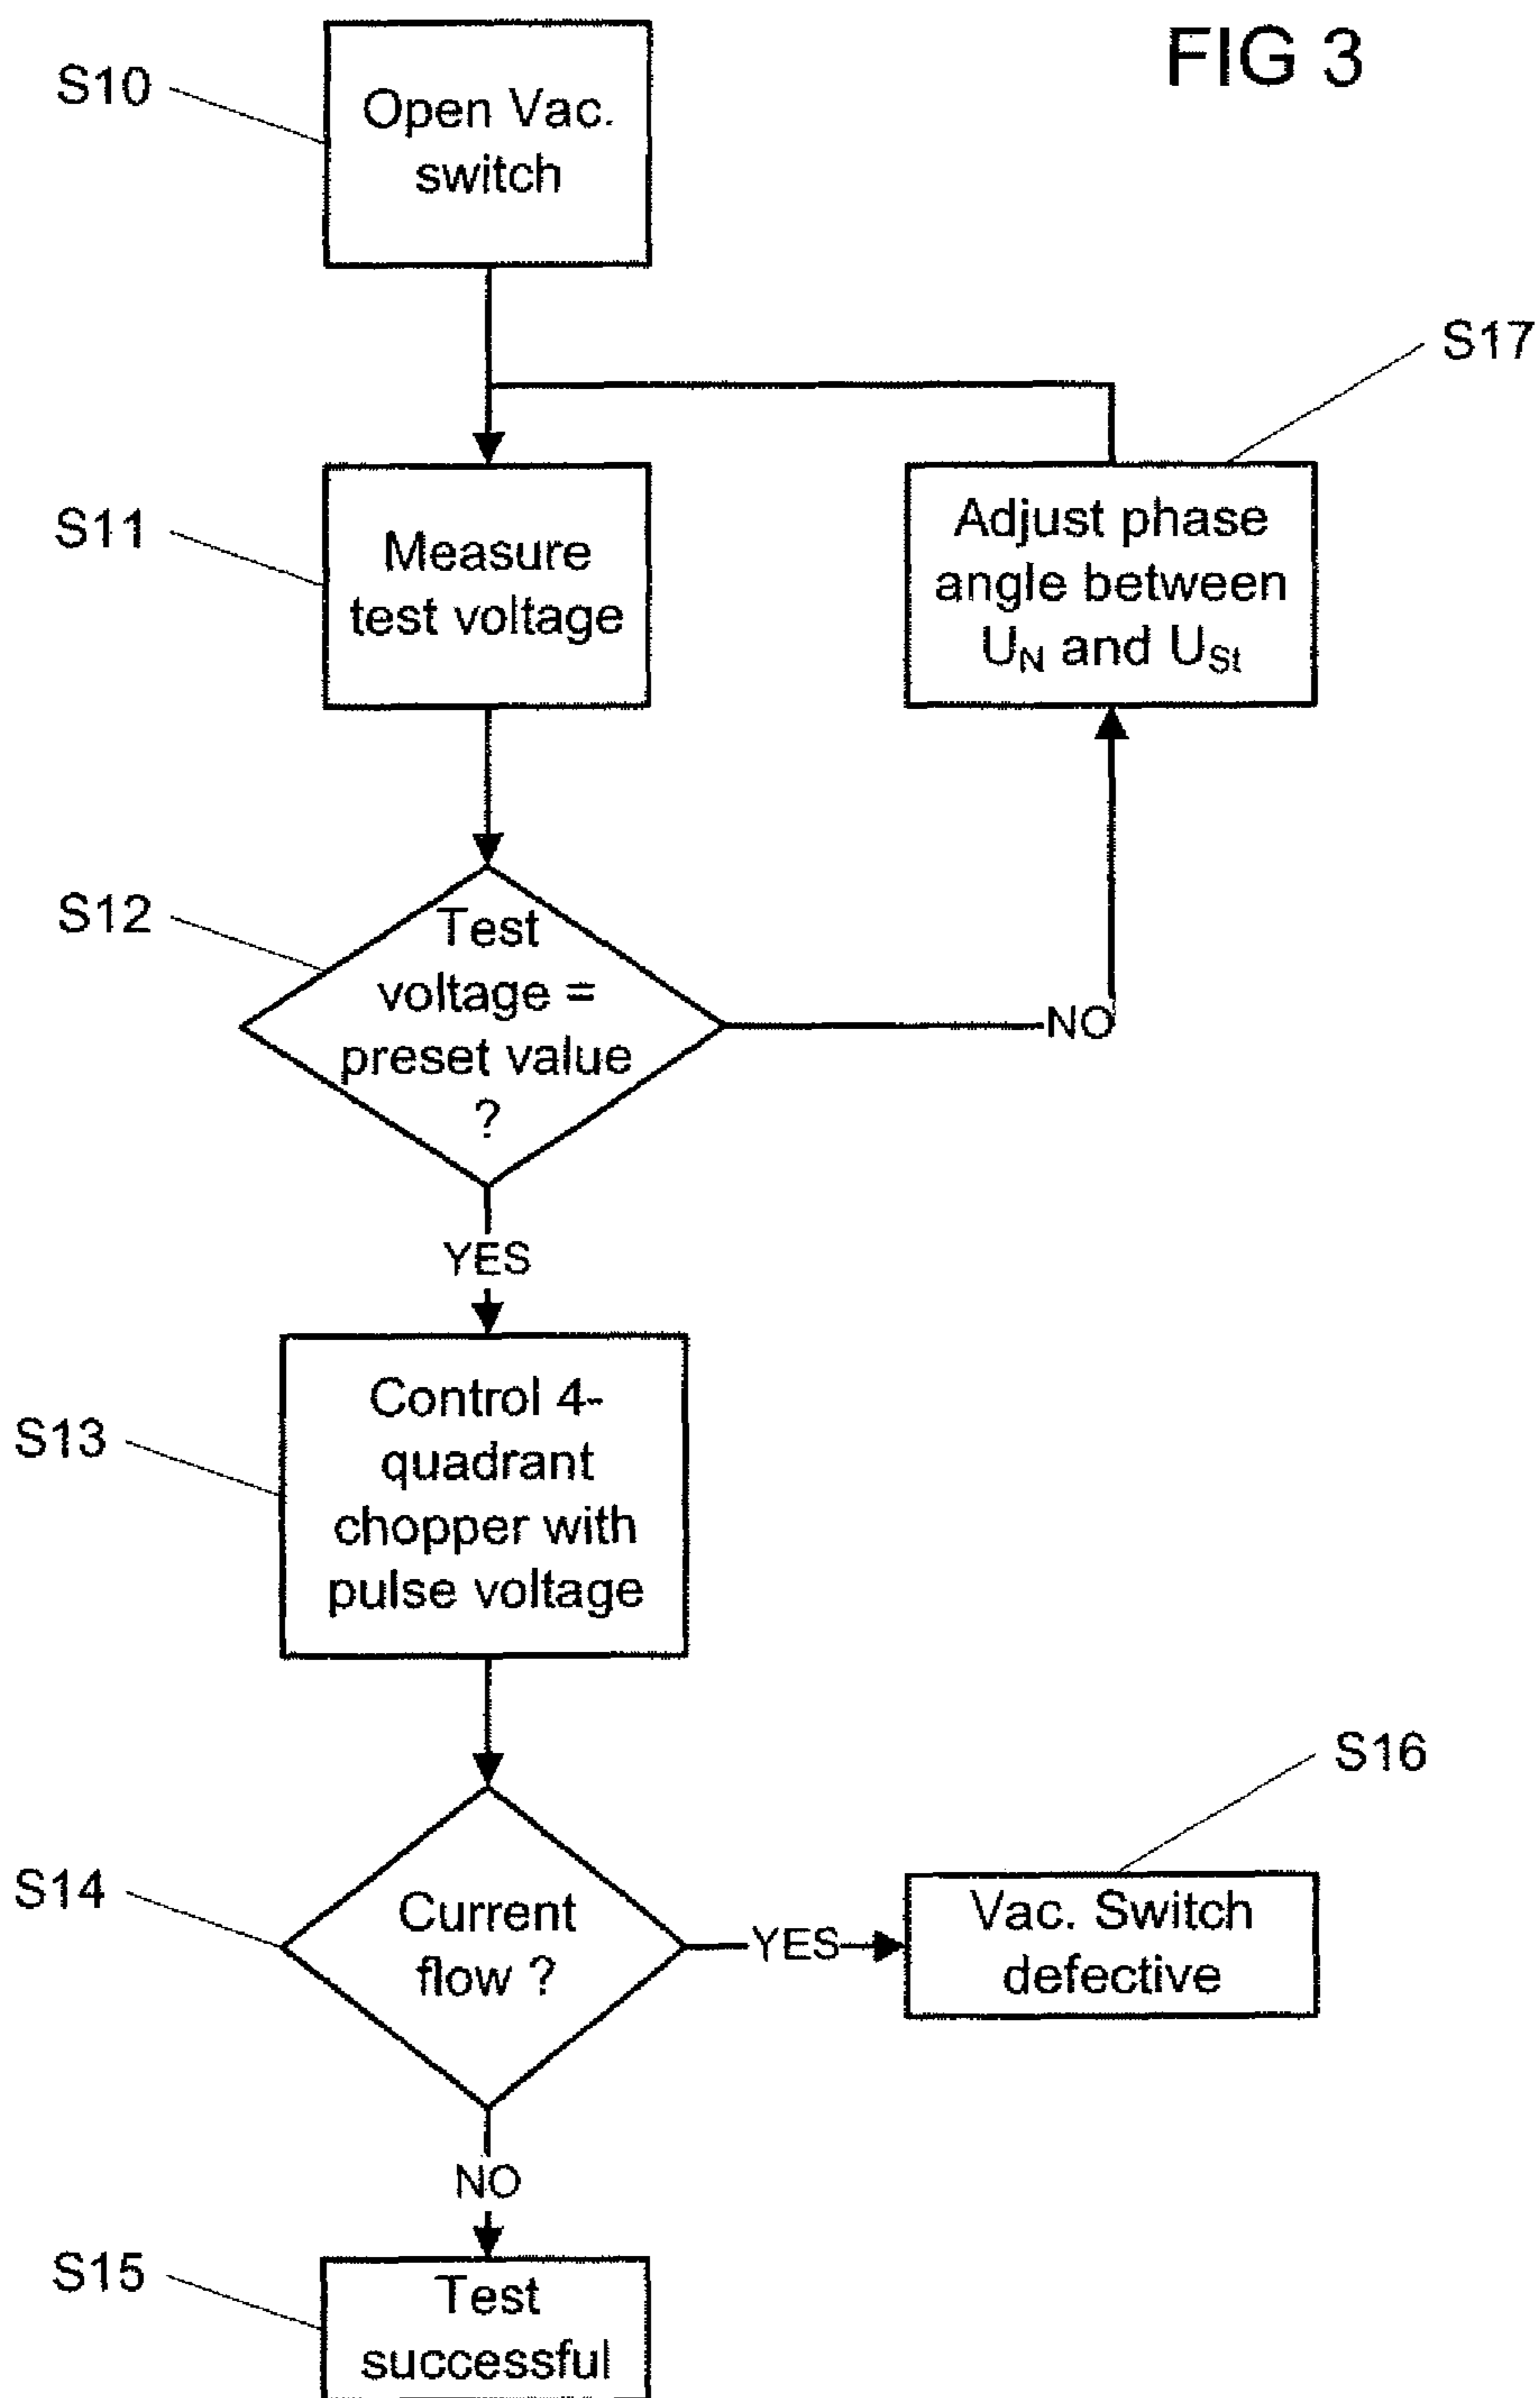 FIG 3
S10
Open Vac.
switch
S17
S11
Measure
test voltage
Adjust phase
angle between
U_N and U_St
S12
Test
voltage =
preset value
?
NO
YES
S13
Control 4-
quadrant
chopper with
pulse voltage
S14
Current
flow ?
YES
S16
Vac. Switch
defective
NO
S15
Test
successful